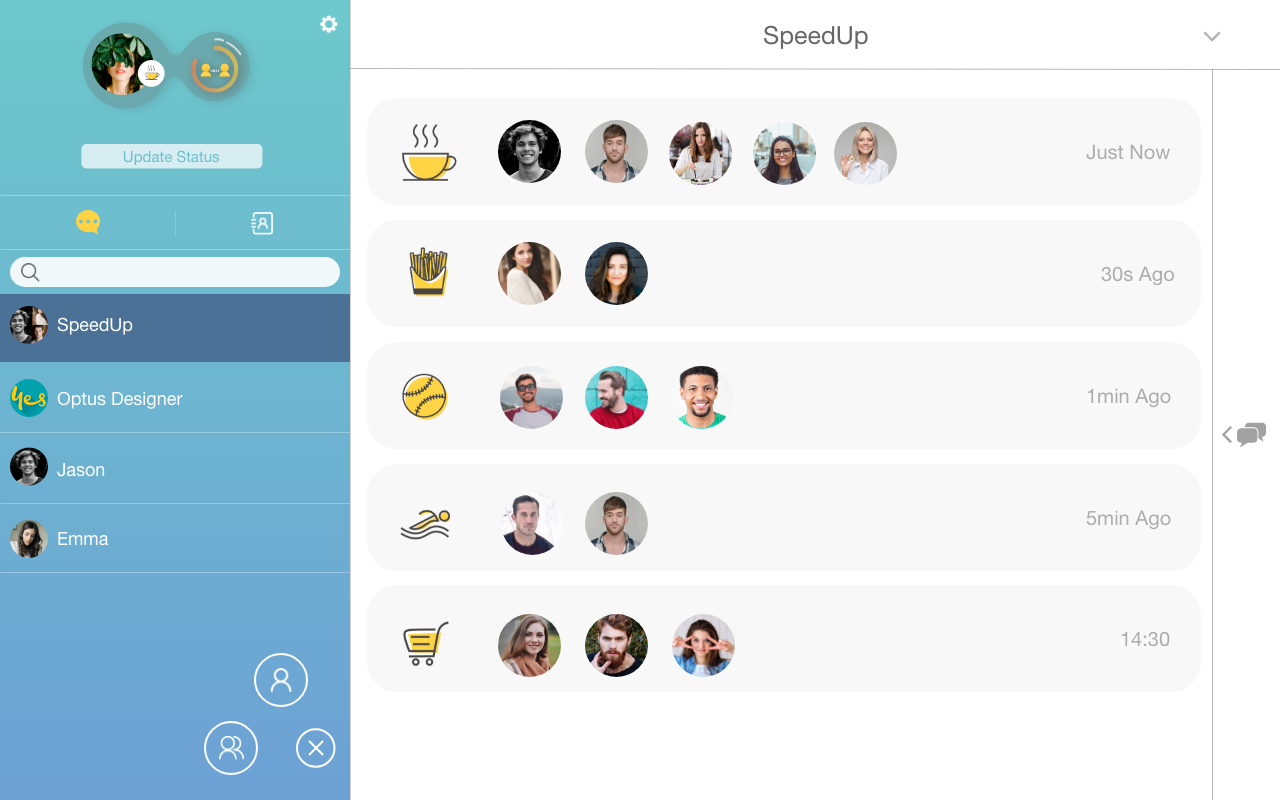 Update Status
SpeedUp
yes
Optus Designer
Jason
Emma
SpeedUp
Just Now
30s Ago
1min Ago
5min Ago
14:30